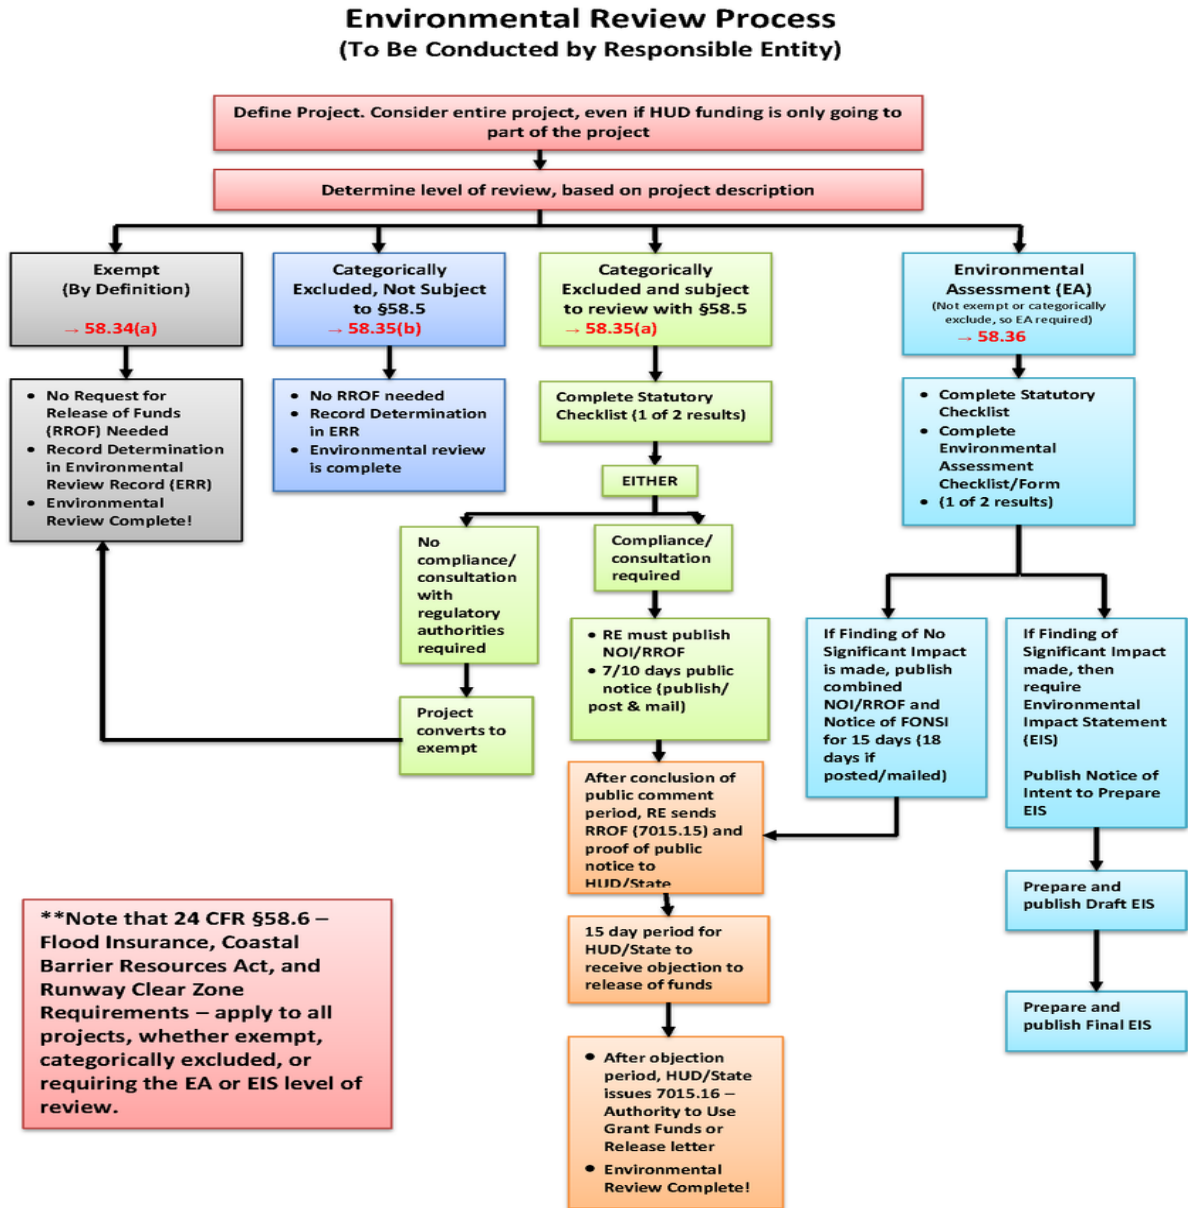 Environmental Review Process
(To Be Conducted by Responsible Entity)
Define Project. Consider entire project, even if HUD funding is only going to
part of the project
Determine level of review, based on project description
Exempt
(By Definition)
→ 58.34(a)
Categorically
Excluded, Not Subject
to §58.5
→ 58.35(b)
Categorically
Excluded and subject
to review with §58.5
→ 58.35(a)
Environmental
Assessment (EA)
(Not exempt or categorically
exclude, so EA required)
→ 58.36
• No Request for
Release of Funds
(RROF) Needed
• Record Determination
in Environmental
Review Record (ERR)
• Environmental
Review Complete!
• No RROF needed
• Record Determination
in ERR
• Environmental review
is complete
Complete Statutory
Checklist (1 of 2 results)
• Complete Statutory
Checklist
• Complete
Environmental
Assessment
Checklist/Form
• (1 of 2 results)
EITHER
No
compliance/
consultation
with
regulatory
authorities
required
Compliance/
consultation
required
Project
converts to
exempt
• RE must publish
NOI/RROF
• 7/10 days public
notice (publish/
post & mail)
If Finding of No
Significant Impact
is made, publish
combined
NOI/RROF and
Notice of FONSI
for 15 days (18
days if
posted/mailed)
If Finding of
Significant Impact
made, then
require
Environmental
Impact Statement
(EIS)
Publish Notice of
Intent to Prepare
EIS
After conclusion of
public comment
period, RE sends
RROF (7015.15) and
proof of public
notice to
HUD/State
Prepare and
publish Draft EIS
15 day period for
HUD/State to
receive objection to
release of funds
Prepare and
publish Final EIS
• After objection
period, HUD/State
issues 7015.16 –
Authority to Use
Grant Funds or
Release letter
• Environmental
Review Complete!
**Note that 24 CFR §58.6 –
Flood Insurance, Coastal
Barrier Resources Act, and
Runway Clear Zone
Requirements – apply to all
projects, whether exempt,
categorically excluded, or
requiring the EA or EIS level of
review.